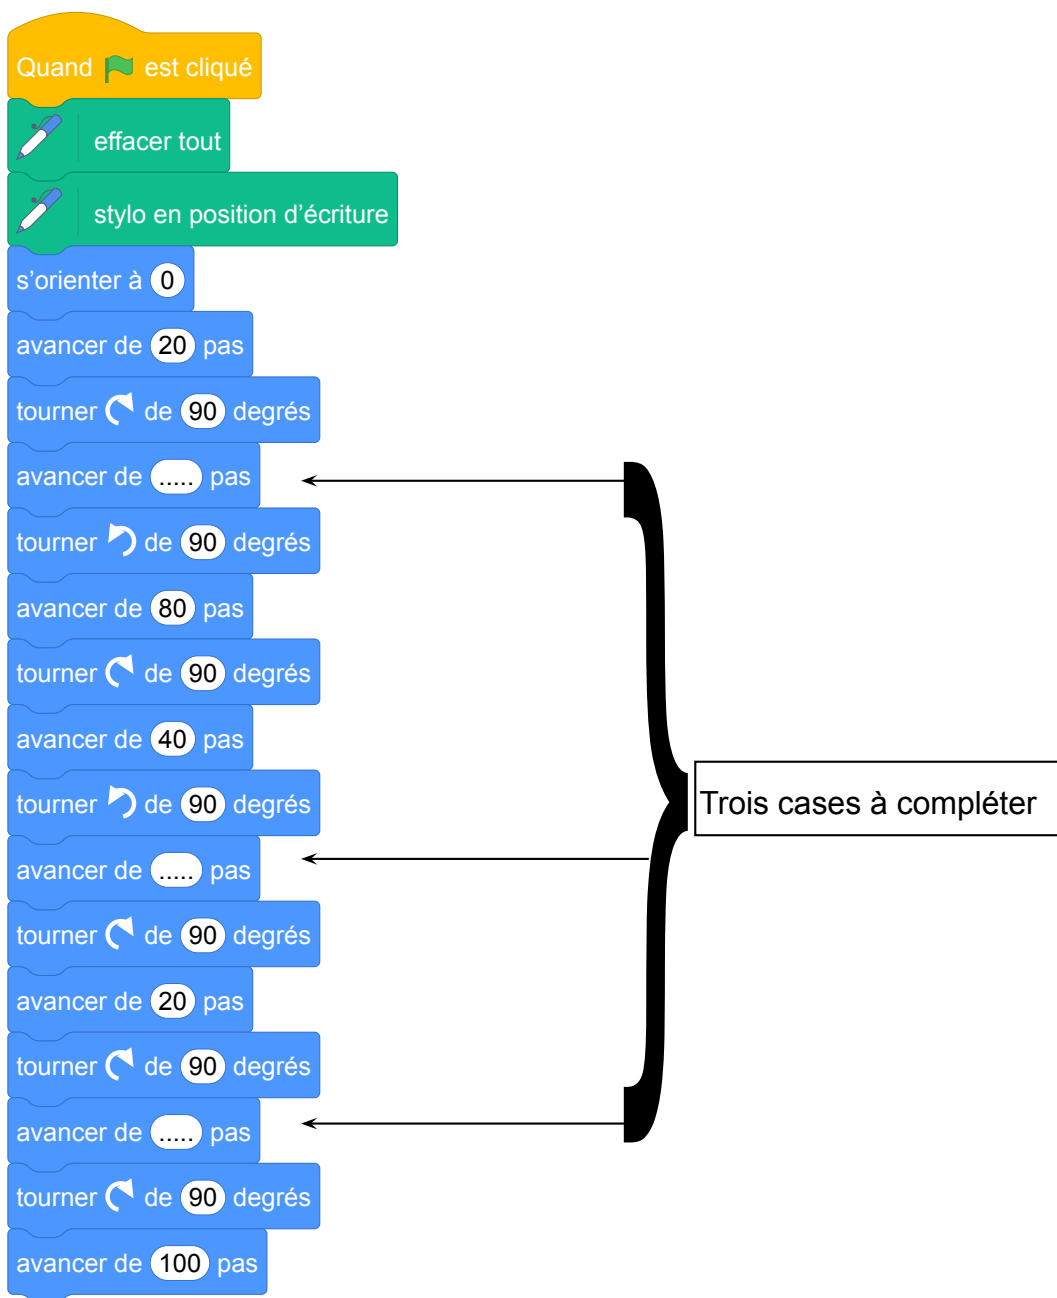 Quand est cliqué
effacer tout
stylo en position d’écriture
s’orienter à 0
avancer de 20 pas
tourner de 90 degrés
avancer de ..... pas
tourner de 90 degrés
avancer de 80 pas
tourner de 90 degrés
avancer de 40 pas
tourner de 90 degrés
Trois cases à compléter
avancer de ..... pas
tourner de 90 degrés
avancer de 20 pas
tourner de 90 degrés
avancer de ..... pas
tourner de 90 degrés
avancer de 100 pas